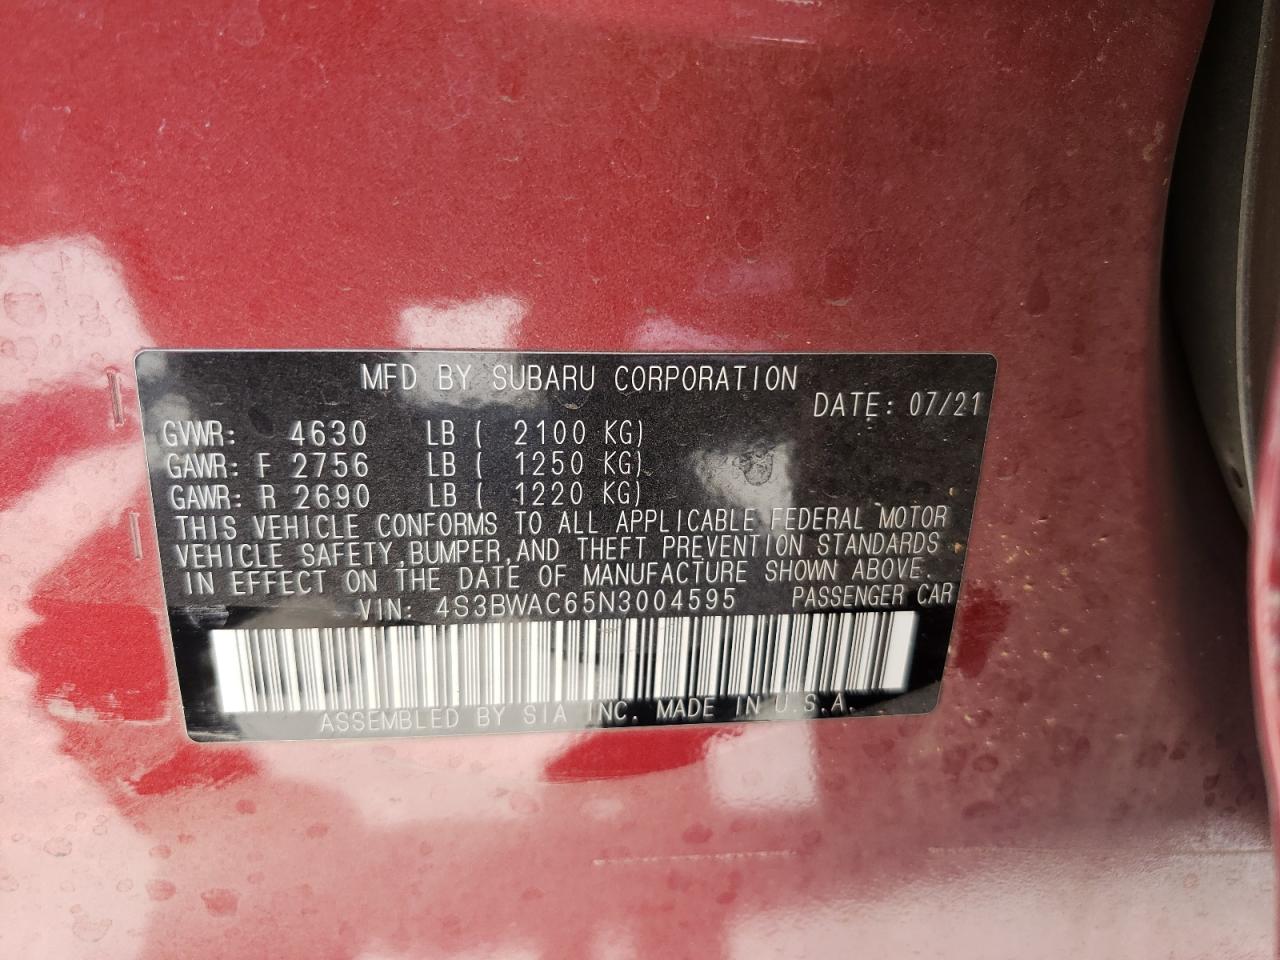 MFD BY SUBARU CORPORATION
DATE: 07/21
GVWR: 4630 LB ( 2100 KG)
GAWR: F 2756 LB ( 1250 KG)
GAWR: R 2690 LB ( 1220 KG)
THIS VEHICLE CONFORMS TO ALL APPLICABLE FEDERAL MOTOR
VEHICLE SAFETY,BUMPER,AND THEFT PREVENTION STANDARDS
IN EFFECT ON THE DATE OF MANUFACTURE SHOWN ABOVE.
VIN: 4S3BWAC65N3004595 PASSENGER CAR
ASSEMBLED BY SIA INC. MADE IN U.S.A.